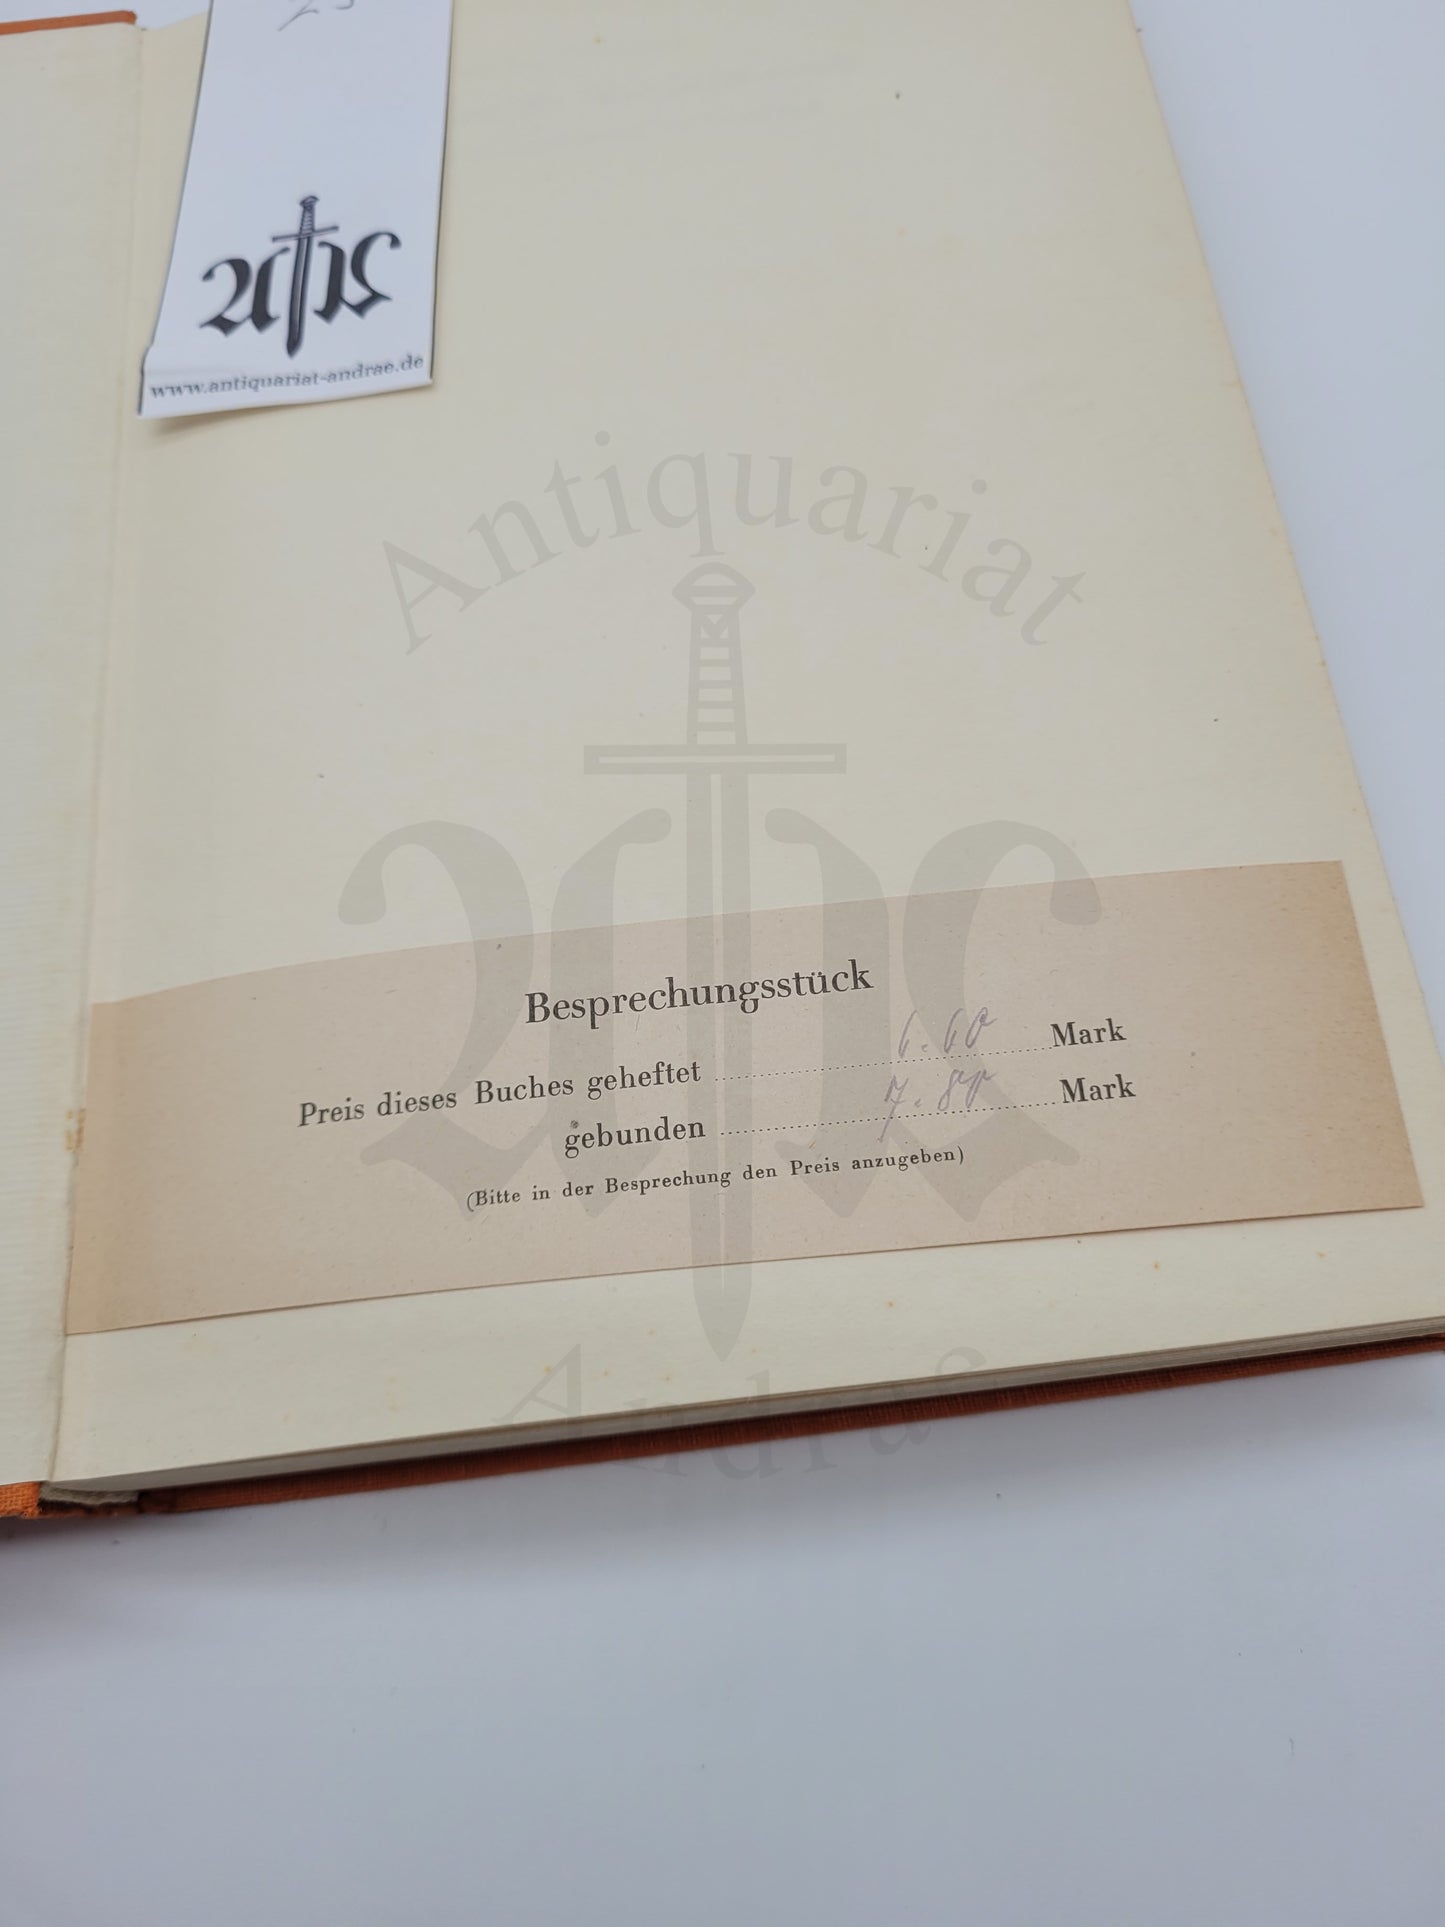 www.antiquariat-andrae.de
Antiquariat
Besprechungsstück
Preis dieses Buches geheftet 6.60 Mark
gebunden 7.80 Mark
(Bitte in der Besprechung den Preis anzugeben)
Andrae